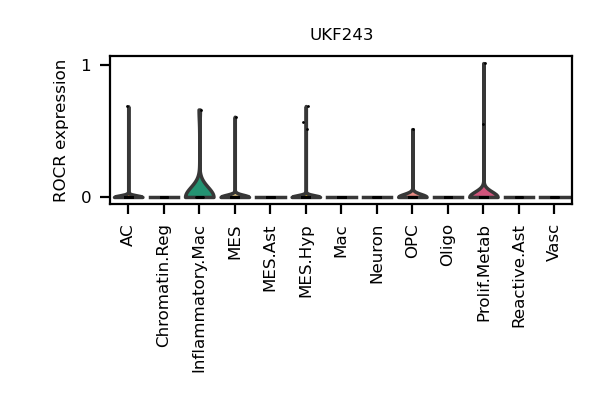 UKF243
ROCR expression
1
0
AC
Chromatin.Reg
Inflammatory.Mac
MES
MES.Ast
MES.Hyp
Mac
Neuron
OPC
Oligo
Prolif.Metab
Reactive.Ast
Vasc